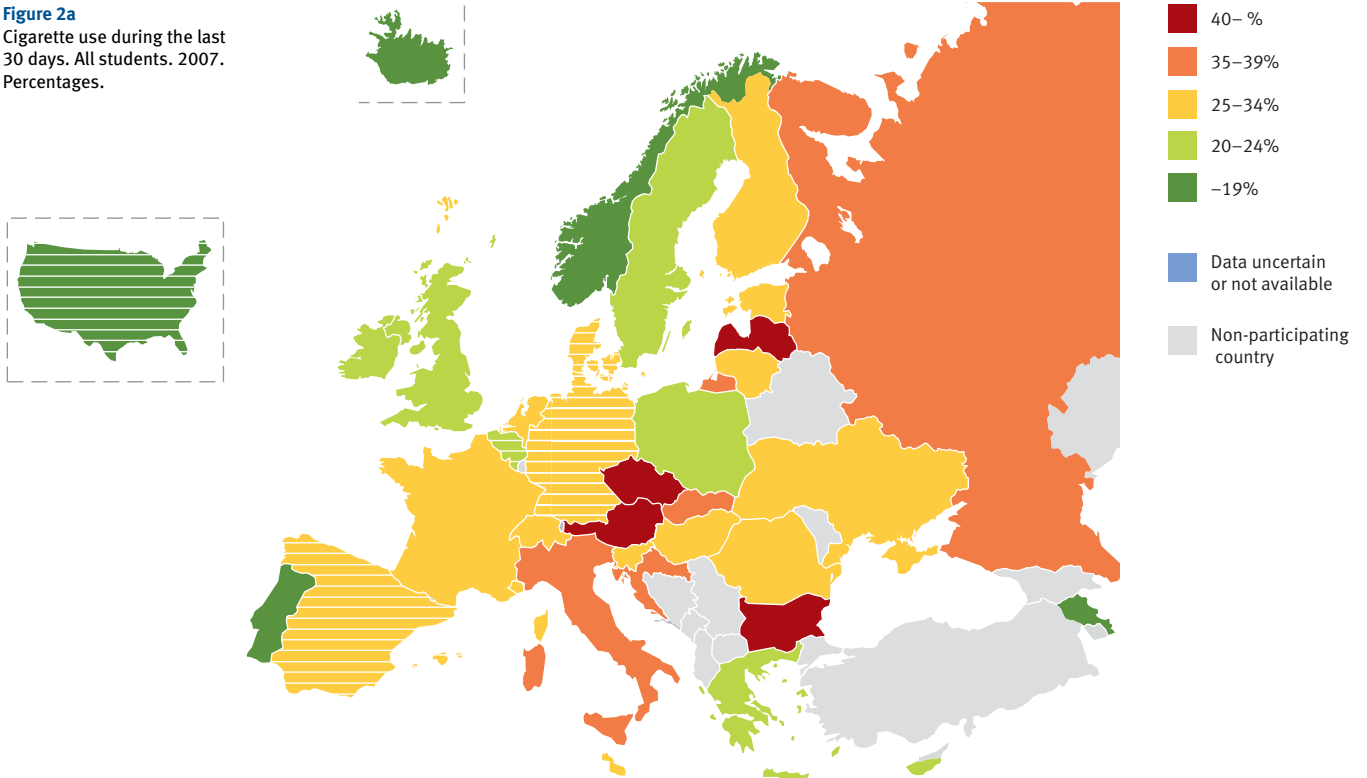 Figure 2a
Cigarette use during the last
30 days. All students. 2007.
Percentages.
40– %
35–39%
25–34%
20–24%
–19%
Data uncertain
or not available
Non-participating
country